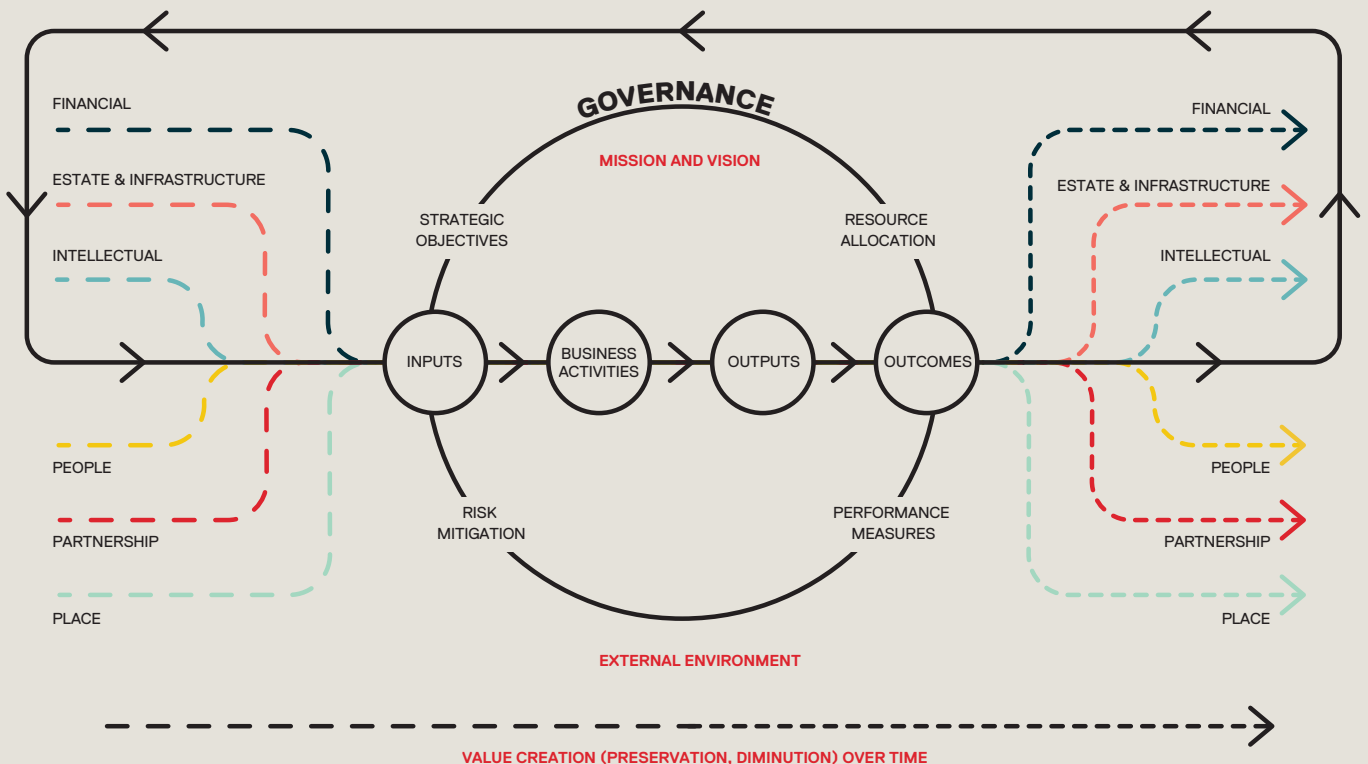 GOVERNANCE
MISSION AND VISION
FINANCIAL
ESTATE & INFRASTRUCTURE
INTELLECTUAL
PEOPLE
PARTNERSHIP
PLACE
STRATEGIC
OBJECTIVES
RESOURCE
ALLOCATION
INPUTS
BUSINESS
ACTIVITIES
OUTPUTS
OUTCOMES
RISK
MITIGATION
PERFORMANCE
MEASURES
FINANCIAL
ESTATE & INFRASTRUCTURE
INTELLECTUAL
PEOPLE
PARTNERSHIP
PLACE
EXTERNAL ENVIRONMENT
VALUE CREATION (PRESERVATION, DIMINUTION) OVER TIME